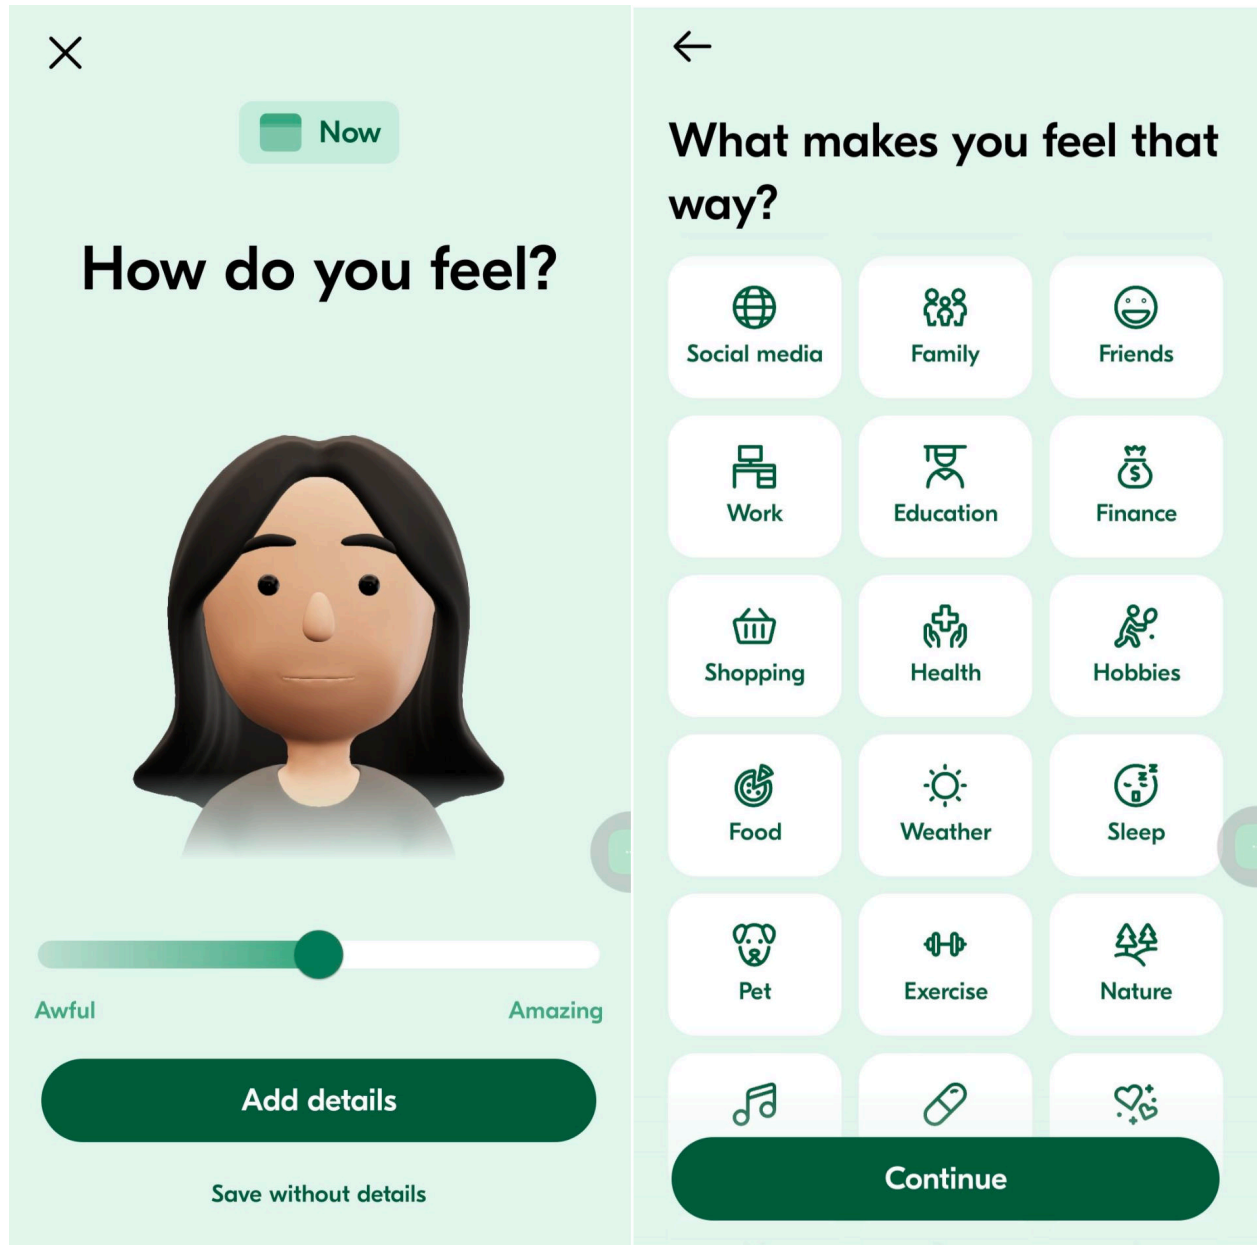 Now
How do you feel?
Awful
Amazing
Add details
Save without details
What makes you feel that
way?
Social media
Family
Friends
Work
Education
Finance
Shopping
Health
Hobbies
Food
Weather
Sleep
Pet
Exercise
Nature
Continue